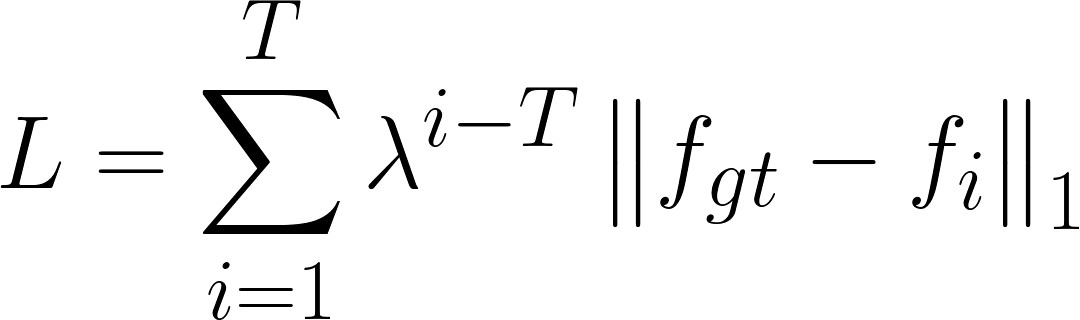 L = \sum_{i=1}^{T} \lambda^{i-T} \left\| f_{gt} - f_i \right\|_1